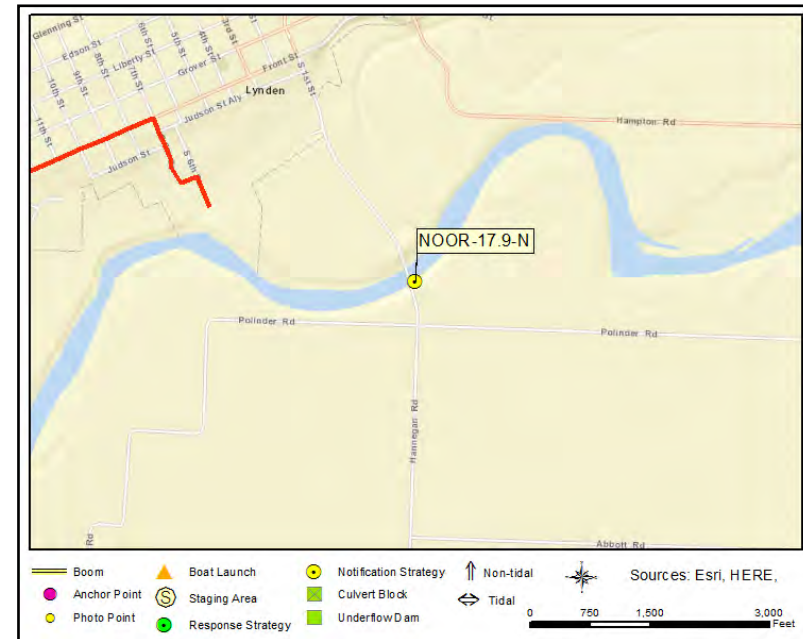 Glenning St
Edson St
Liberty St
Grover St
Front St
6th St
5th St
4th St
3rd St
7th St
8th St
9th St
10th St
11th St
S 1st St
Lynden
Judson St Aly
Judson St
S 6th
Hampton Rd
NOOR-17.9-N
Polinder Rd
Polinder Rd
Hannegan Rd
Abbott Rd
Rd
Boom
Boat Launch
Notification Strategy
Non-tidal
Sources: Esri, HERE,
Anchor Point
S
Staging Area
Culvert Block
Tidal
Photo Point
Response Strategy
Underflow Dam
0 750 1,500 3,000
Feet